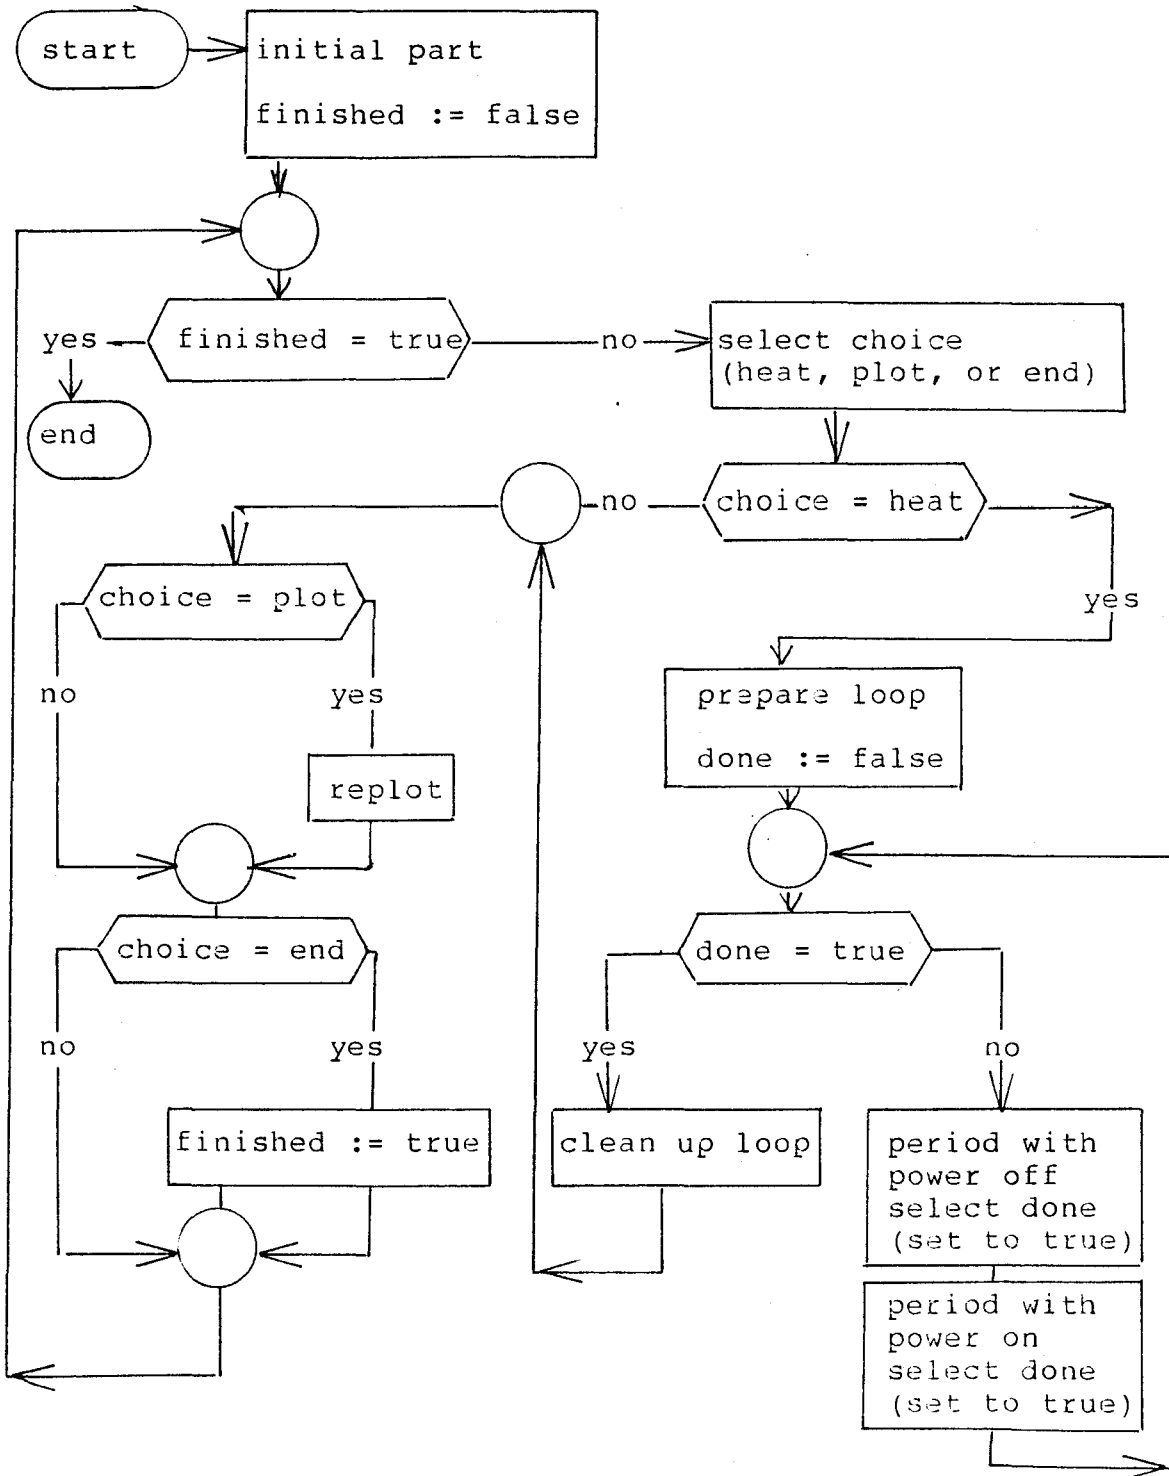 start
initial part
finished := false
yes
finished = true
no
select choice
(heat, plot, or end)
end
no
choice = heat
choice = plot
yes
no
yes
prepare loop
done := false
replot
choice = end
done = true
no
yes
yes
no
finished := true
clean up loop
period with
power off
select done
(set to true)
period with
power on
select done
(set to true)